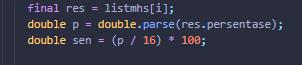 final res = listmhs[i];
double p = double.parse(res.persentase);
double sen = (p / 16) * 100;